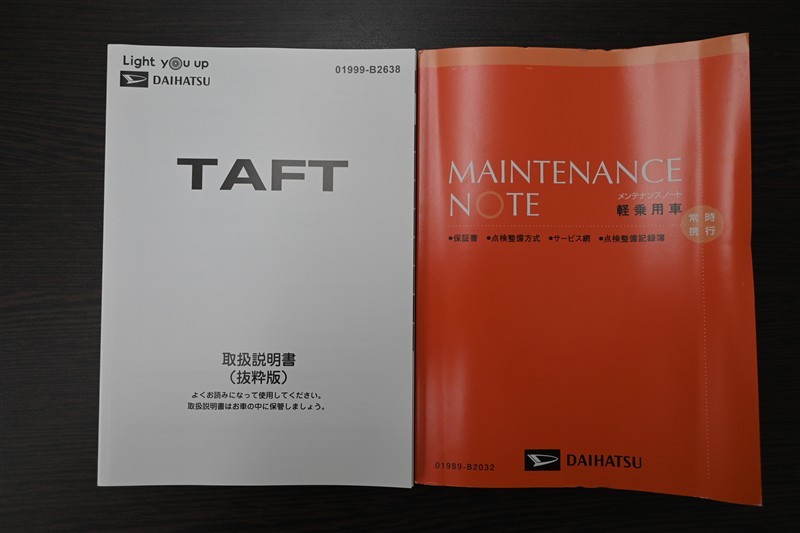 Light you up
DAIHATSU
01999-B2638
TAFT
取扱説明書
（抜粋版）
よくお読みになって使用してください。
取扱説明書はお車の中に保管しましょう。
MAINTENANCE
NOTE
メンテナンスノート
軽乗用車
常時
携行
●保証書 ●点検整備方式 ●サービス網 ●点検整備記録簿
01989-B2032
DAIHATSU